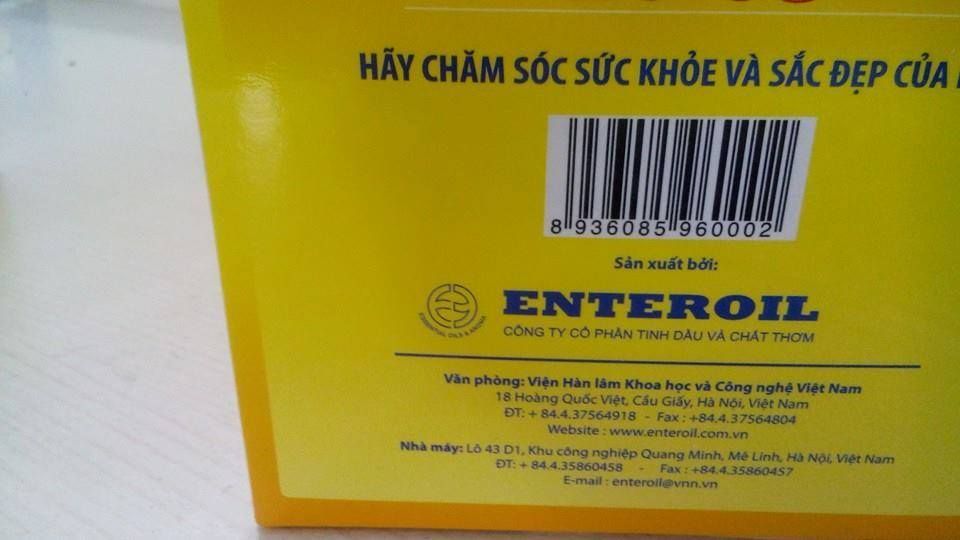 HÃY CHĂM SÓC SỨC KHỎE VÀ SẮC ĐẸP CỦA
8 936085 960002
Sản xuất bởi:
ENTEROIL
ESSENTIAL OILS & AROMA
CÔNG TY CỔ PHẦN TINH DẦU VÀ CHẤT THƠM
Văn phòng: Viện Hàn lâm Khoa học và Công nghệ Việt Nam
18 Hoàng Quốc Việt, Cầu Giấy, Hà Nội, Việt Nam
ĐT: + 84.4.37564918 - Fax : +84.4.37564804
Website : www.enteroil.com.vn
Nhà máy: Lô 43 D1, Khu công nghiệp Quang Minh, Mê Linh, Hà Nội, Việt Nam
ĐT: + 84.4.35860458 - Fax : +84.4.35860457
E-mail : enteroil@vnn.vn